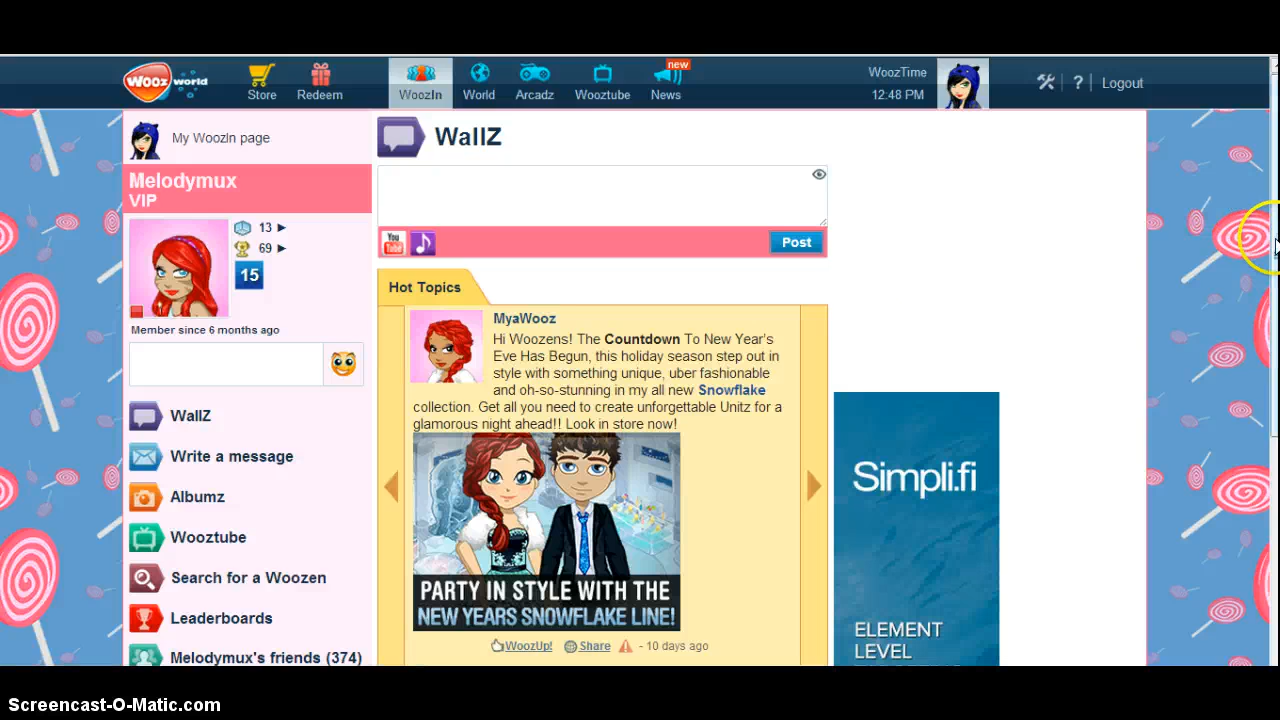 Wooz world
Store
Redeem
WoozIn
World
Arcadz
Wooztube
new
News
WoozTime
12:48 PM
?
Logout
My WoozIn page
Melodymux
VIP
13
69
15
Member since 6 months ago
WallZ
Write a message
Albumz
Wooztube
Search for a Woozen
Leaderboards
Melodymux's friends (374)
WallZ
You
Tube
Post
Hot Topics
MyaWooz
Hi Woozens! The Countdown To New Year's
Eve Has Begun, this holiday season step out in
style with something unique, uber fashionable
and oh-so-stunning in my all new Snowflake
collection. Get all you need to create unforgettable Unitz for a
glamorous night ahead!! Look in store now!
PARTY IN STYLE WITH THE
NEW YEARS SNOWFLAKE LINE!
WoozUp! Share - 10 days ago
Simpli.fi
ELEMENT
LEVEL
Screencast-O-Matic.com